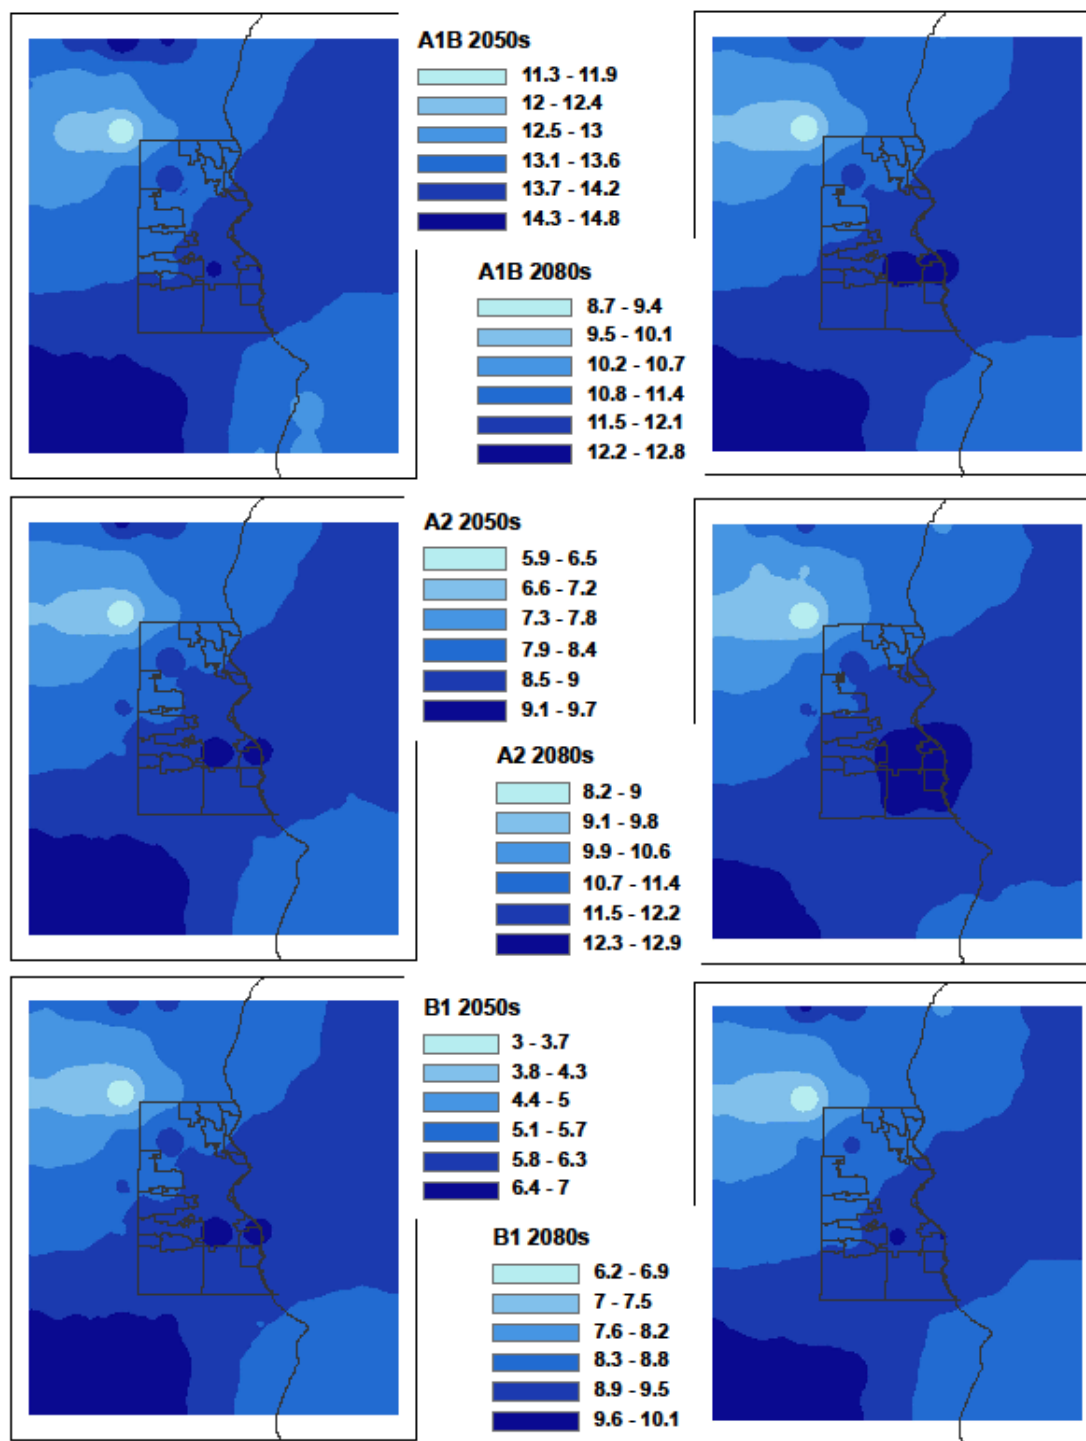 A1B 2050s
11.3 - 11.9
12 - 12.4
12.5 - 13
13.1 - 13.6
13.7 - 14.2
14.3 - 14.8
A1B 2080s
8.7 - 9.4
9.5 - 10.1
10.2 - 10.7
10.8 - 11.4
11.5 - 12.1
12.2 - 12.8
A2 2050s
5.9 - 6.5
6.6 - 7.2
7.3 - 7.8
7.9 - 8.4
8.5 - 9
9.1 - 9.7
A2 2080s
8.2 - 9
9.1 - 9.8
9.9 - 10.6
10.7 - 11.4
11.5 - 12.2
12.3 - 12.9
B1 2050s
3 - 3.7
3.8 - 4.3
4.4 - 5
5.1 - 5.7
5.8 - 6.3
6.4 - 7
B1 2080s
6.2 - 6.9
7 - 7.5
7.6 - 8.2
8.3 - 8.8
8.9 - 9.5
9.6 - 10.1